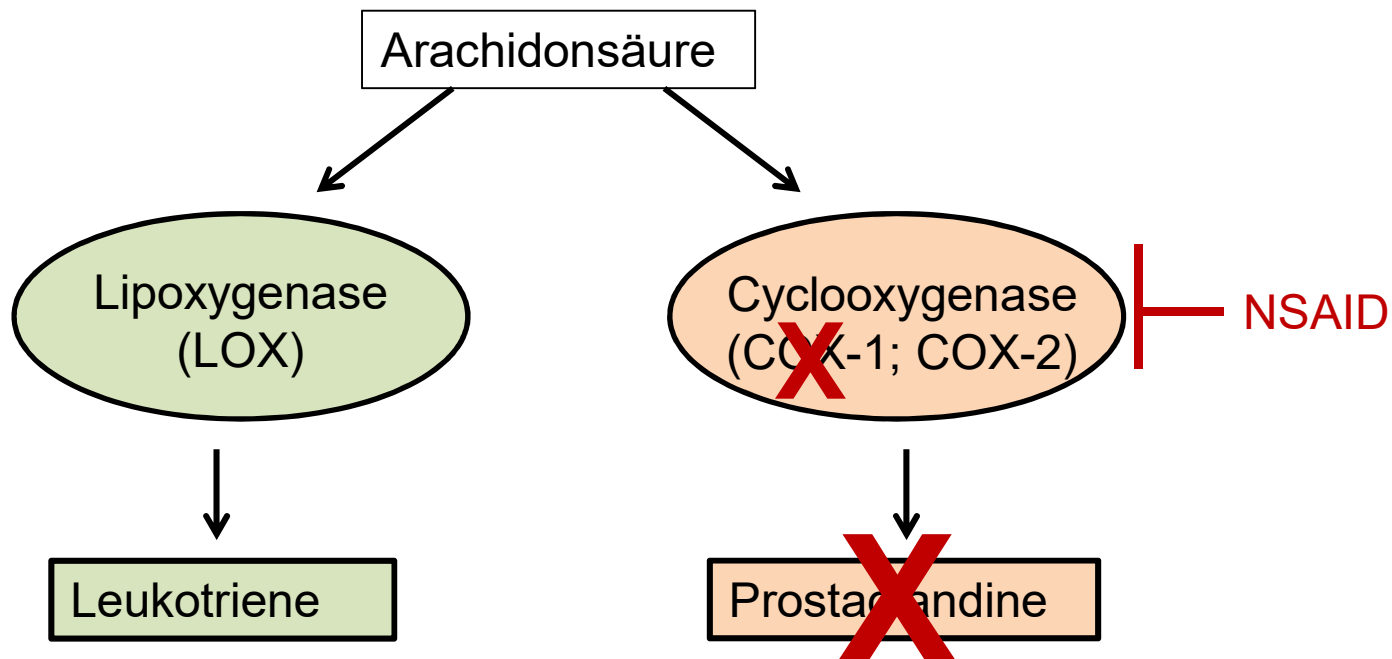 Arachidonsäure
Lipoxygenase
(LOX)
Cyclooxygenase
(COX-1; COX-2)
NSAID
X
Leukotriene
Prostaglandine
X